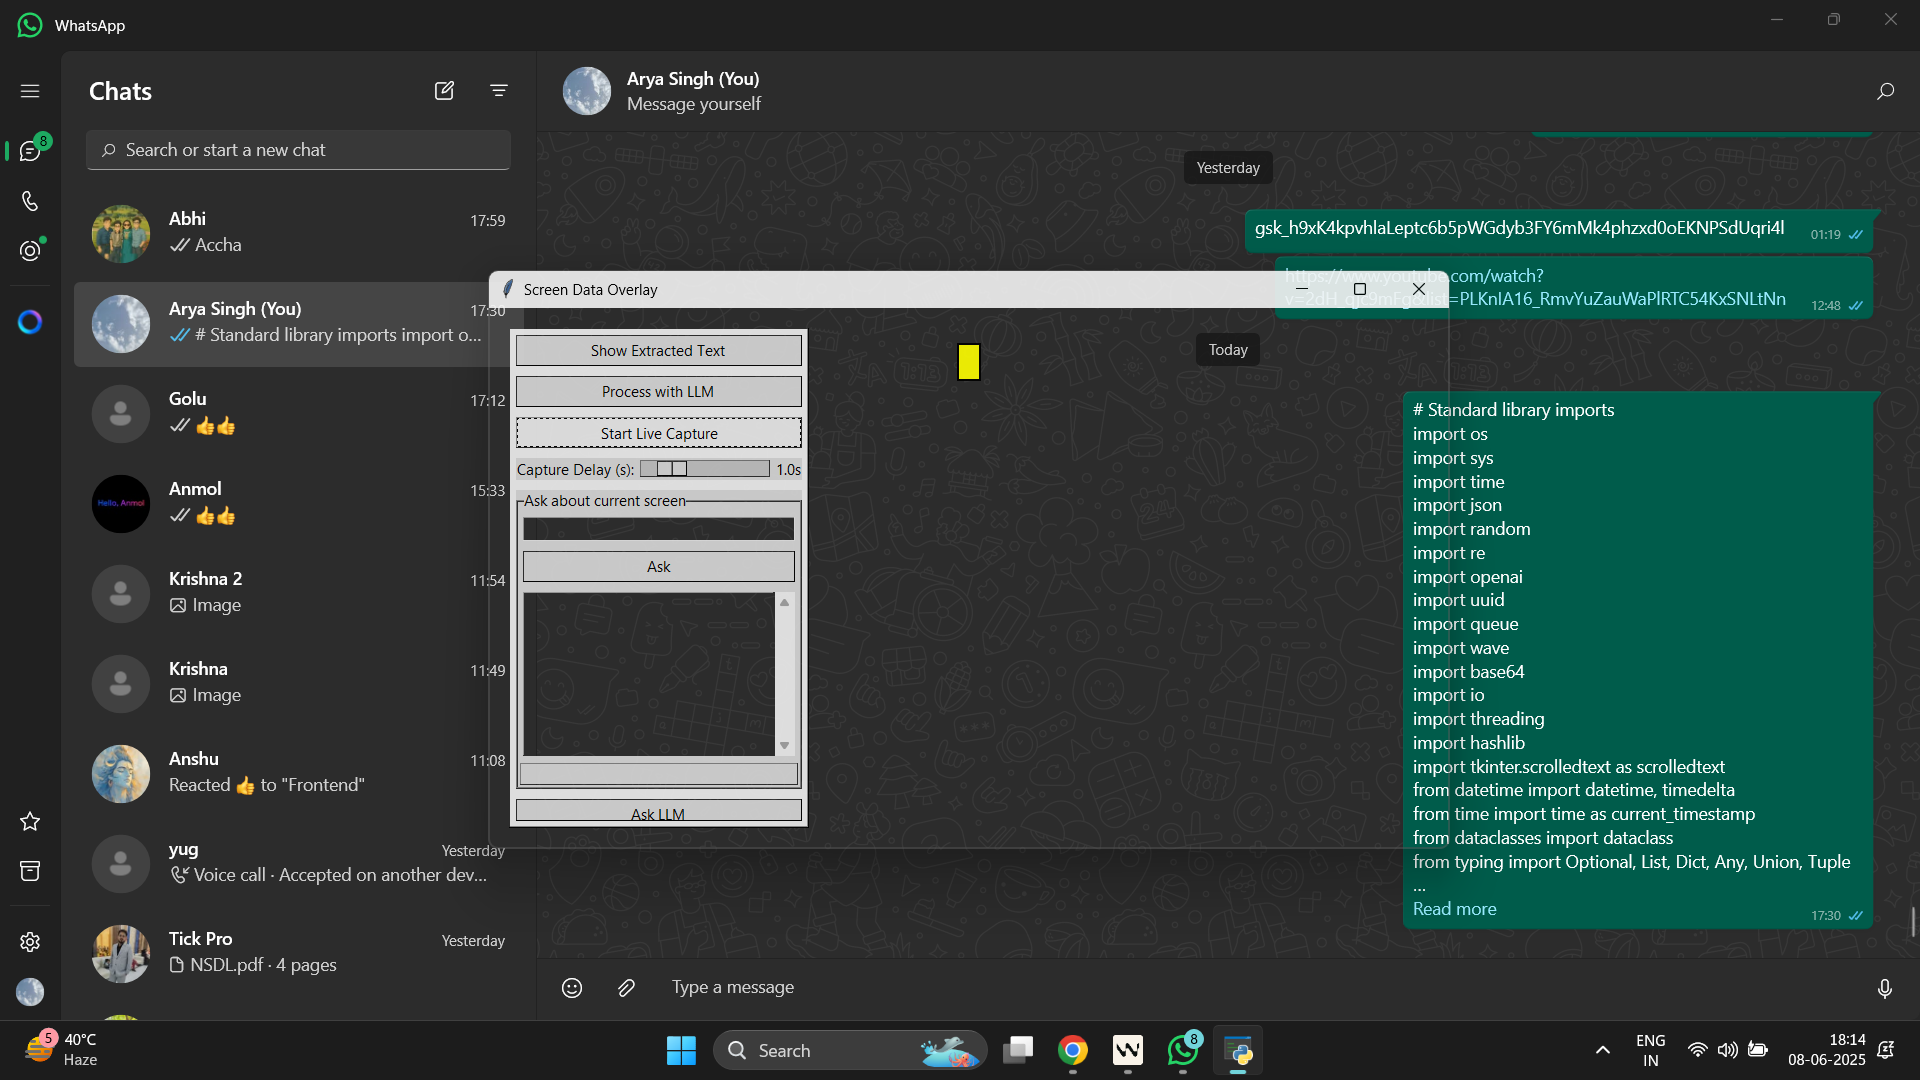 WhatsApp
Chats
8
Search or start a new chat
Abhi
17:59
Accha
Arya Singh (You)
17:30
# Standard library imports import o...
Golu
17:12
Anmol
15:33
Hello, Anmol
Krishna 2
11:54
Image
Krishna
11:49
Image
Anshu
11:08
Reacted 👍 to "Frontend"
yug
Yesterday
Voice call · Accepted on another dev...
Tick Pro
Yesterday
NSDL.pdf · 4 pages
Arya Singh (You)
Message yourself
Yesterday
01:19
https://www.youtube.com/watch?
12:48
Today
# Standard library imports
import os
import sys
import time
import json
import random
import re
import openai
import uuid
import queue
import wave
import base64
import io
import threading
import hashlib
import tkinter.scrolledtext as scrolledtext
from datetime import datetime, timedelta
from time import time as current_timestamp
from dataclasses import dataclass
from typing import Optional, List, Dict, Any, Union, Tuple
...
Read more
17:30
Type a message
Screen Data Overlay
Show Extracted Text
Process with LLM
Start Live Capture
Capture Delay (s):
1.0s
Ask about current screen
Ask
Ask LLM
5
40°C
Haze
Search
8
ENG
IN
18:14
08-06-2025